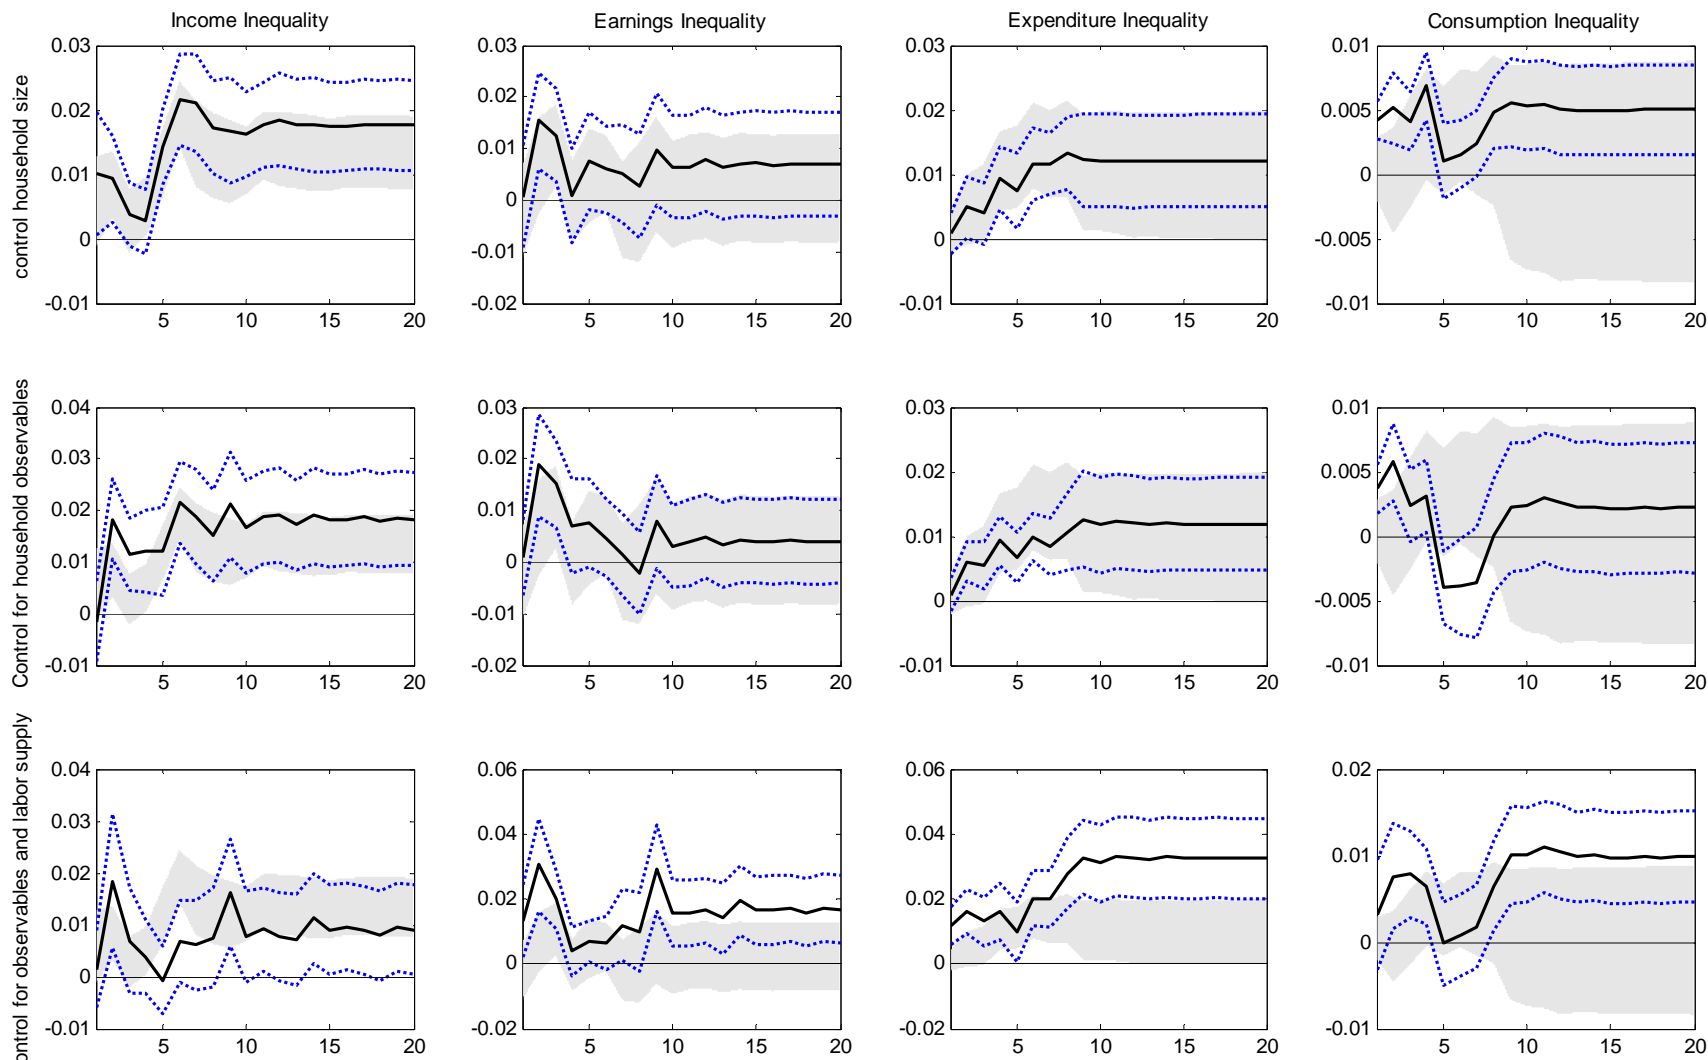 Income Inequality Earnings Inequality Expenditure Inequality Consumption Inequality
control household size
0.03 0.03 0.03 0.01
0.02 0.02 0.02 0.005
0.01 0.01 0.01 0
0 0 0 -0.005
-0.01 -0.01 -0.01
-0.02
5 10 15 20 5 10 15 20 5 10 15 20 5 10 15 20
Control for household observables
0.04 0.03 0.03 0.01
0.03 0.02 0.02 0.005
0.02 0.01 0.01 0
0.01 0 0 -0.005
0 -0.01 -0.01 -0.01
-0.01 -0.02
5 10 15 20 5 10 15 20 5 10 15 20 5 10 15 20
ontrol for observables and labor supply
0.04 0.06 0.06 0.02
0.03 0.04 0.04 0.01
0.02 0.02 0.02 0
0.01 0 0 -0.01
0 -0.02 -0.02
-0.01
5 10 15 20 5 10 15 20 5 10 15 20 5 10 15 20